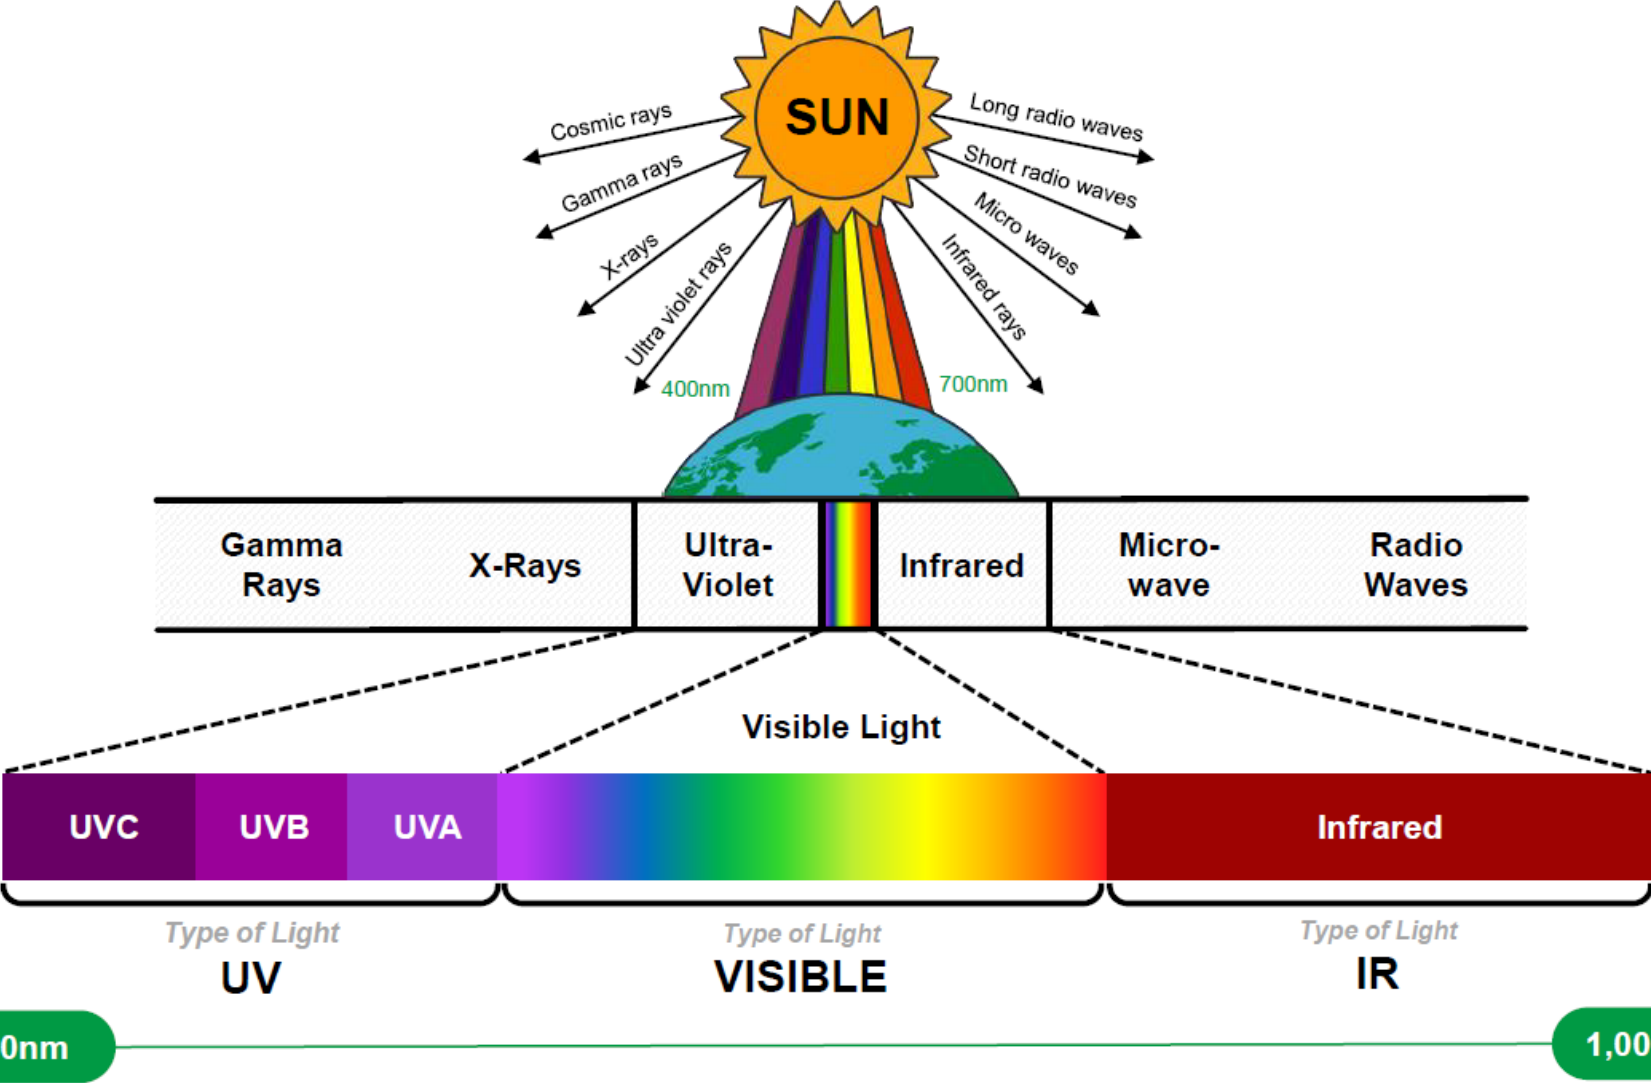 SUN
Cosmic rays
Gamma rays
X-rays
Ultra violet rays
Long radio waves
Short radio waves
Micro waves
Infrared rays
400nm
700nm
Gamma
Rays
X-Rays
Ultra-
Violet
Infrared
Micro-
wave
Radio
Waves
Visible Light
UVC
UVB
UVA
Infrared
Type of Light
UV
Type of Light
VISIBLE
Type of Light
IR
0nm
1,00